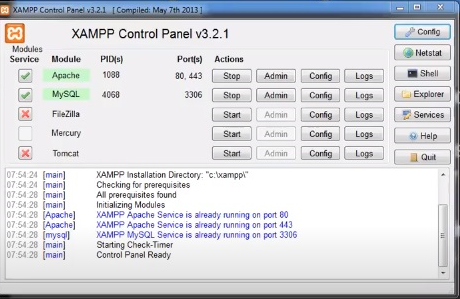 XAMPP Control Panel v3.2.1 [ Compiled: May 7th 2013 ]
XAMPP Control Panel v3.2.1
Config
Modules
Service Module PID(s) Port(s) Actions
Netstat
Apache 1088 80, 443 Stop Admin Config Logs
Shell
MySQL 4068 3306 Stop Admin Config Logs
Explorer
FileZilla Start Admin Config Logs
Services
Mercury Start Admin Config Logs
Help
Tomcat Start Admin Config Logs
Quit
07:54:24 [main] XAMPP Installation Directory: "c:\xampp\"
07:54:24 [main] Checking for prerequisites
07:54:28 [main] All prerequisites found
07:54:28 [main] Initializing Modules
07:54:28 [Apache] XAMPP Apache Service is already running on port 80
07:54:28 [Apache] XAMPP Apache Service is already running on port 443
07:54:28 [mysql] XAMPP MySQL Service is already running on port 3306
07:54:28 [main] Starting Check-Timer
07:54:28 [main] Control Panel Ready